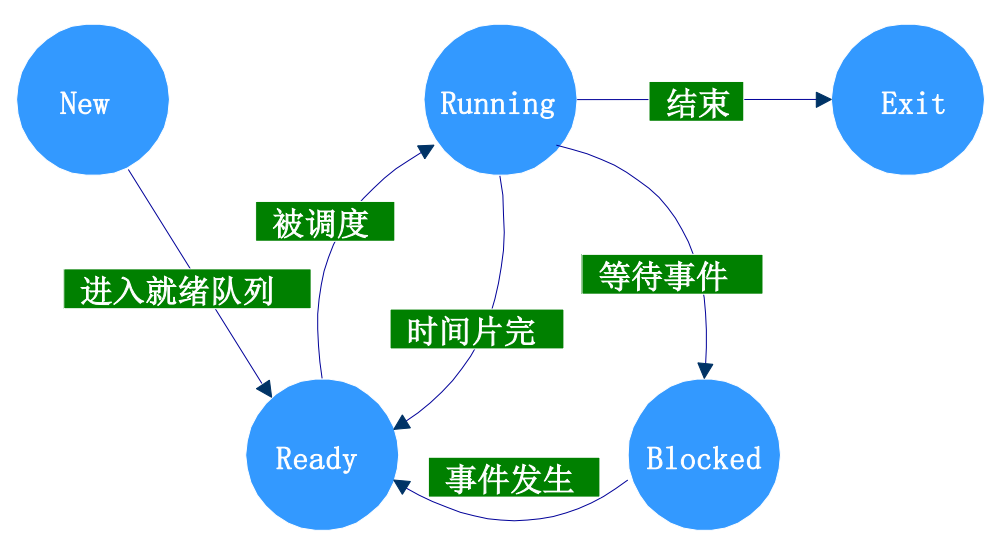 New
Running
结束
Exit
被调度
进入就绪队列
等待事件
时间片完
Ready
Blocked
事件发生